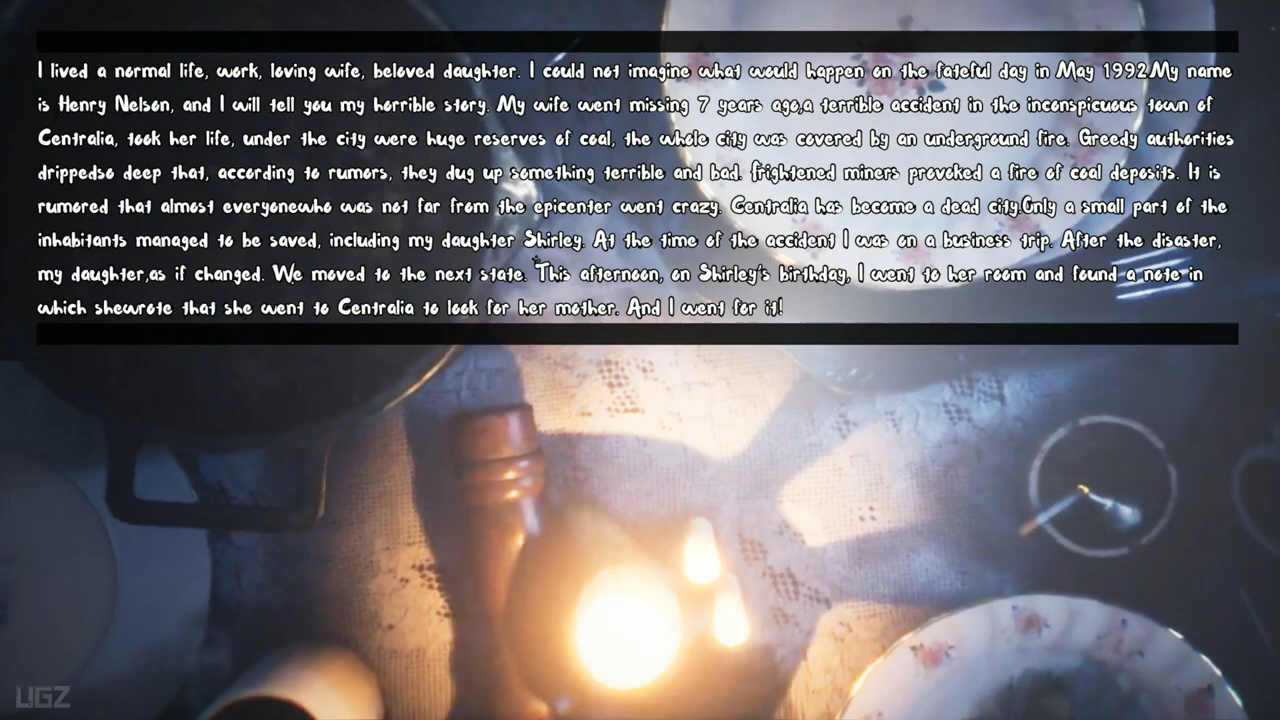 I lived a normal life, work, loving wife, beloved daughter. I could not imagine what would happen on the fateful day in May 1992.My name
is Henry Nelson, and I will tell you my horrible story. My wife went missing 7 years ago,a terrible accident in the inconspicuous town of
Centralia, took her life, under the city were huge reserves of coal, the whole city was covered by an underground fire. Greedy authorities
drippedso deep that, according to rumors, they dug up something terrible and bad. frightened miners provoked a fire of coal deposits. It is
rumored that almost everyonewho was not far from the epicenter went crazy. Centralia has become a dead city.Only a small part of the
inhabitants managed to be saved, including my daughter Shirley. At the time of the accident I was on a business trip. After the disaster,
my daughter,as if changed. We moved to the next state. This afternoon, on Shirley's birthday, I went to her room and found a note in
which shewrote that she went to Centralia to look for her mother. And I went for it!
UGZ